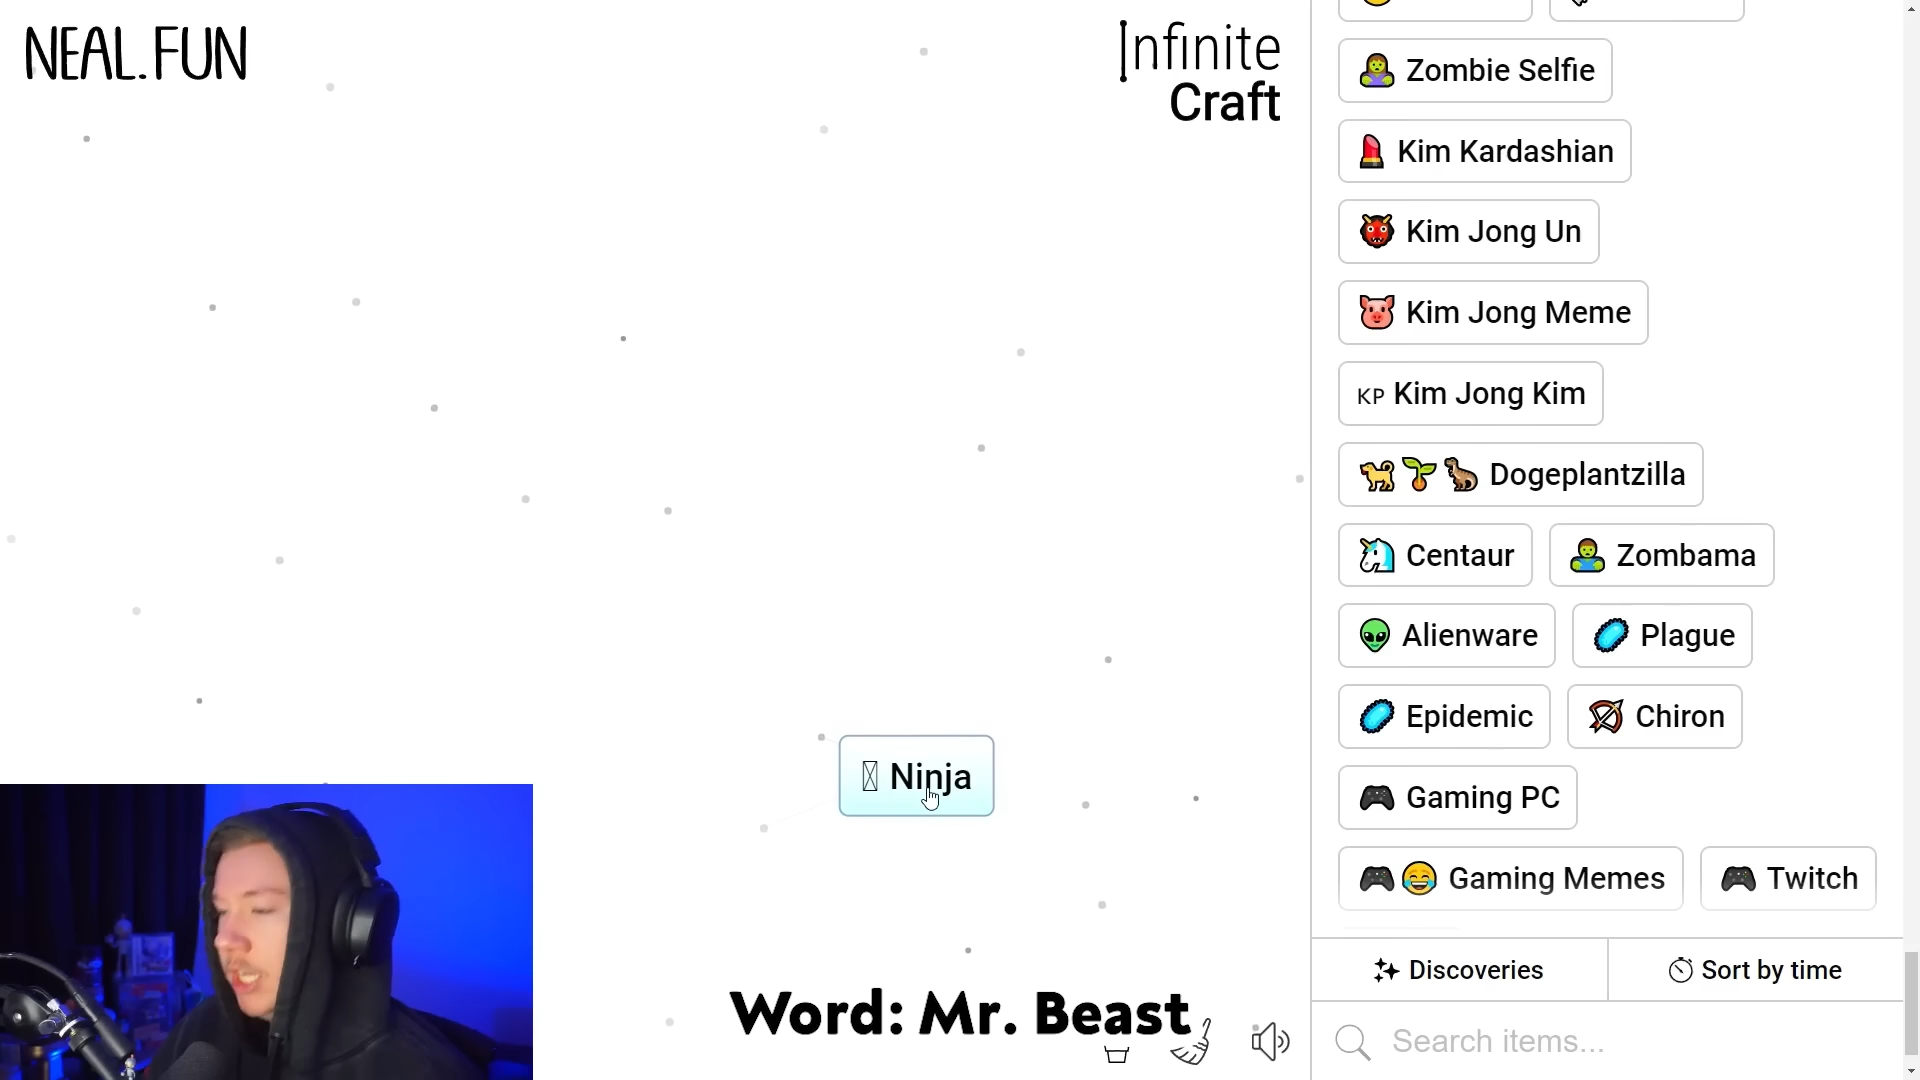 NEAL.FUN
Infinite
Craft
Zombie Selfie
Kim Kardashian
Kim Jong Un
Kim Jong Meme
KP Kim Jong Kim
Dogeplantzilla
Centaur
Zombama
Alienware
Plague
Epidemic
Chiron
Gaming PC
Gaming Memes
Twitch
Ninja
Discoveries
Sort by time
Search items...
Word: Mr. Beast